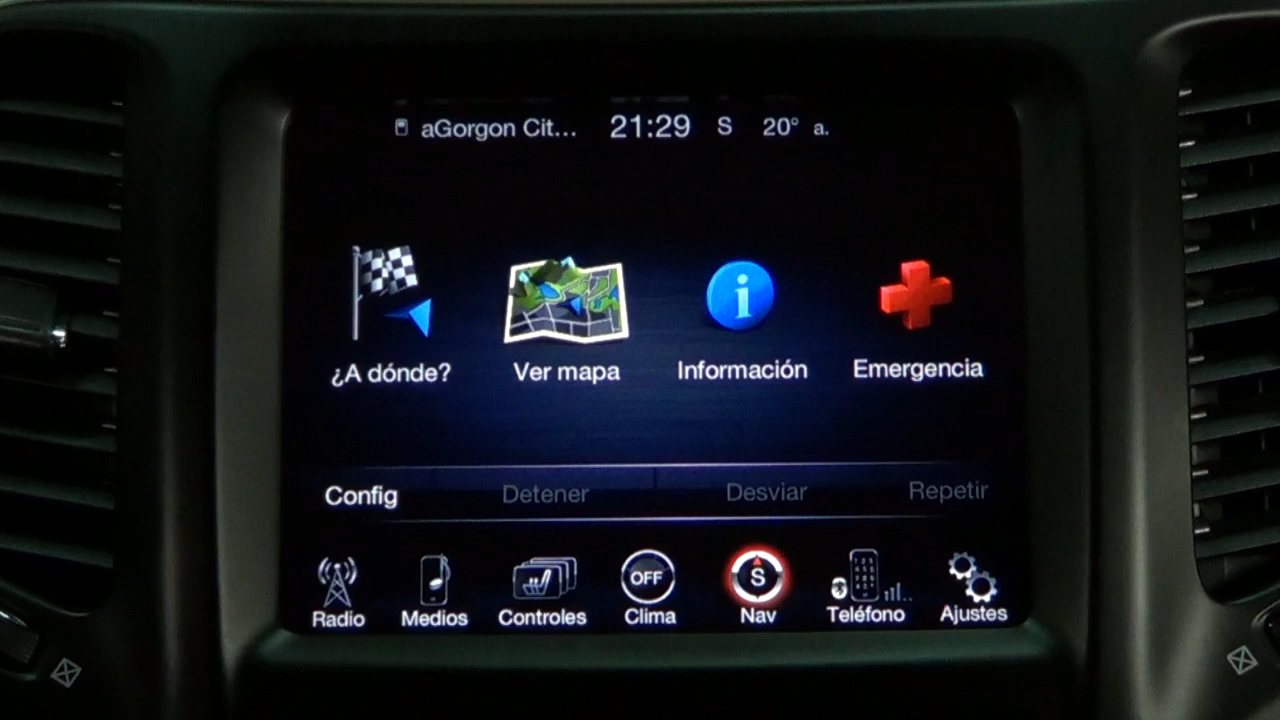 aGorgon Cit... 21:29 S 20° a.
¿A dónde? Ver mapa Información Emergencia
Config Detener Desviar Repetir
OFF S
Radio Medios Controles Clima Nav Teléfono Ajustes